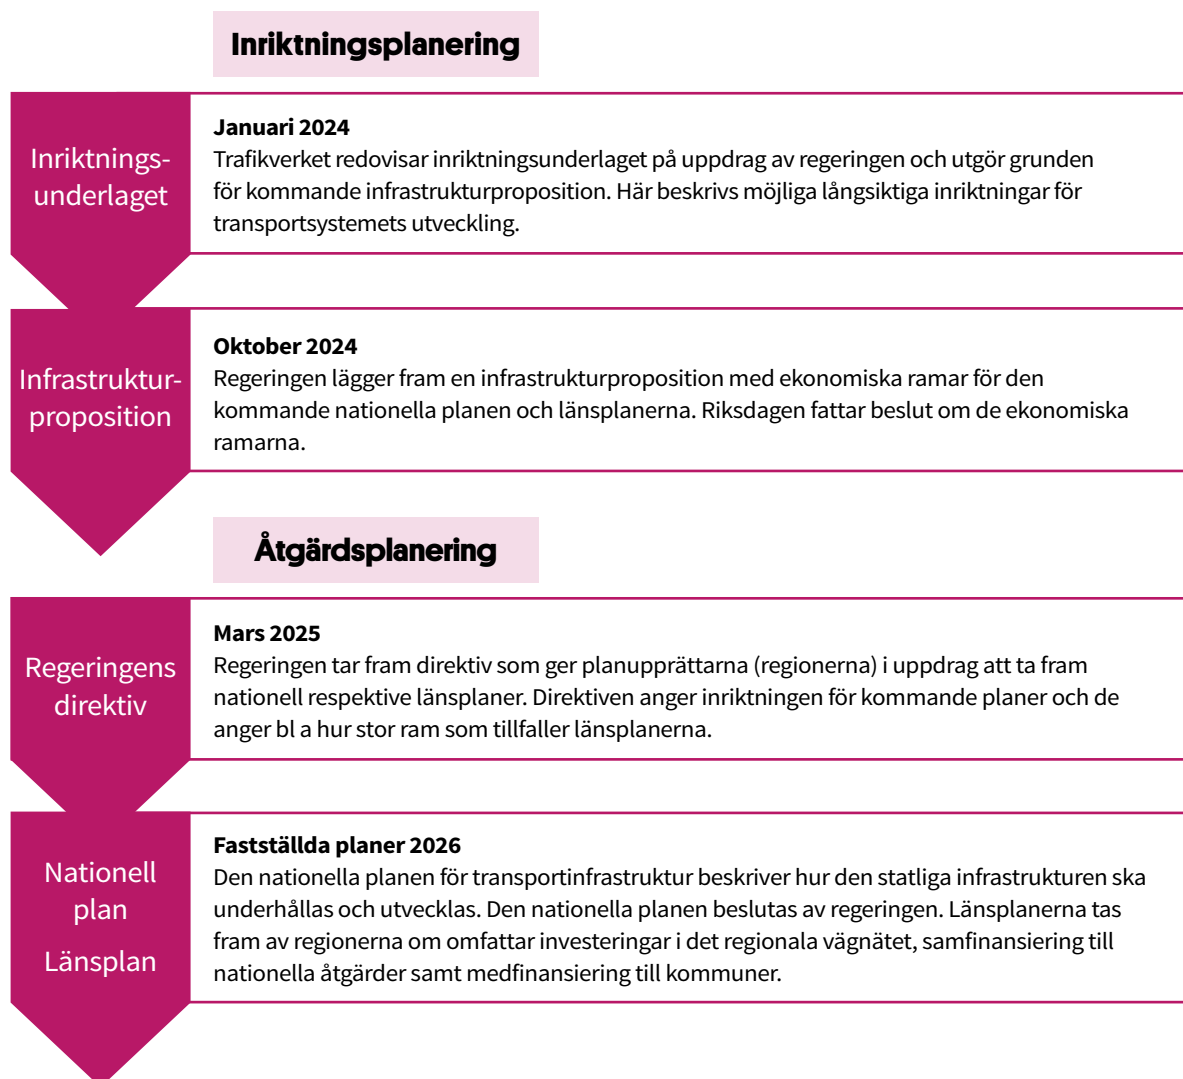 Inriktningsplanering
Inriktnings-
underlaget
Januari 2024
Trafikverket redovisar inriktningsunderlaget på uppdrag av regeringen och utgör grunden
för kommande infrastrukturproposition. Här beskrivs möjliga långsiktiga inriktningar för
transportsystemets utveckling.
Infrastruktur-
proposition
Oktober 2024
Regeringen lägger fram en infrastrukturproposition med ekonomiska ramar för den
kommande nationella planen och länsplanerna. Riksdagen fattar beslut om de ekonomiska
ramarna.
Åtgärdsplanering
Regeringens
direktiv
Mars 2025
Regeringen tar fram direktiv som ger planupprättarna (regionerna) i uppdrag att ta fram
nationell respektive länsplaner. Direktiven anger inriktningen för kommande planer och de
anger bl a hur stor ram som tillfaller länsplanerna.
Nationell
plan
Länsplan
Fastställda planer 2026
Den nationella planen för transportinfrastruktur beskriver hur den statliga infrastrukturen ska
underhållas och utvecklas. Den nationella planen beslutas av regeringen. Länsplanerna tas
fram av regionerna om omfattar investeringar i det regionala vägnätet, samfinansiering till
nationella åtgärder samt medfinansiering till kommuner.